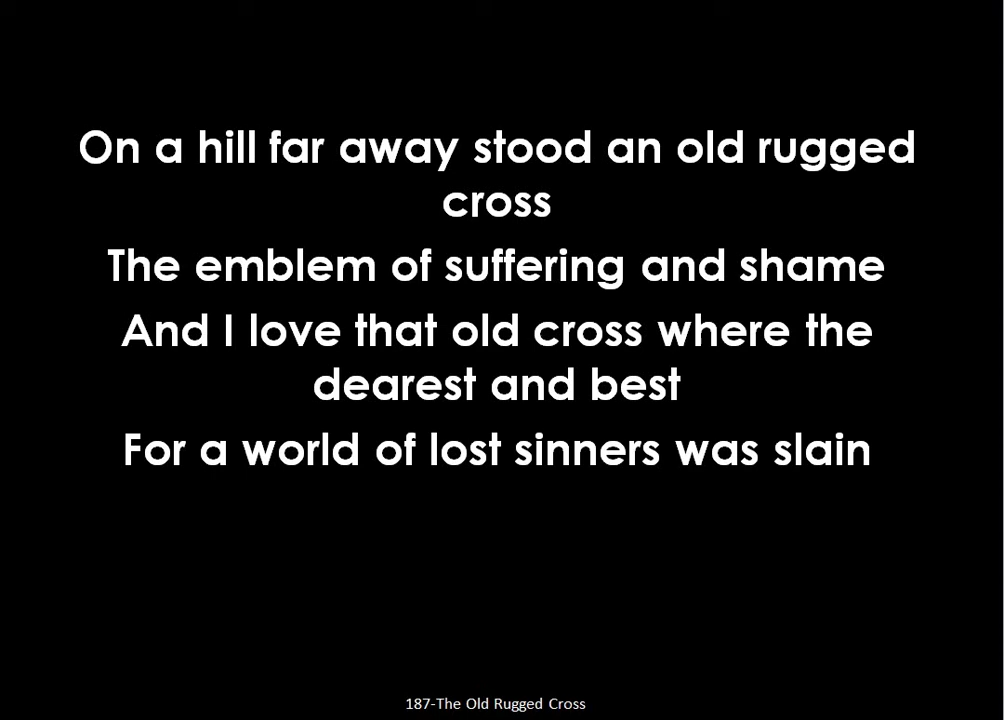 On a hill far away stood an old rugged
cross
The emblem of suffering and shame
And I love that old cross where the
dearest and best
For a world of lost sinners was slain
187-The Old Rugged Cross